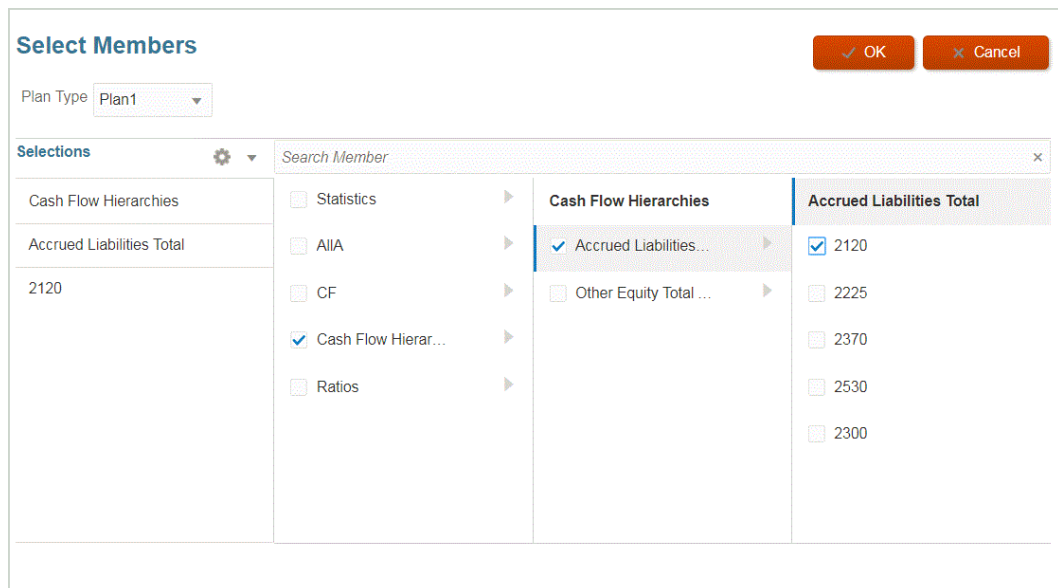 Select Members
OK
Cancel
Plan Type Plan1
Selections
Search Member
Cash Flow Hierarchies
Accrued Liabilities Total
2120
Statistics
AllA
CF
Cash Flow Hierar...
Ratios
Cash Flow Hierarchies
Accrued Liabilities...
Other Equity Total ...
Accrued Liabilities Total
2120
2225
2370
2530
2300